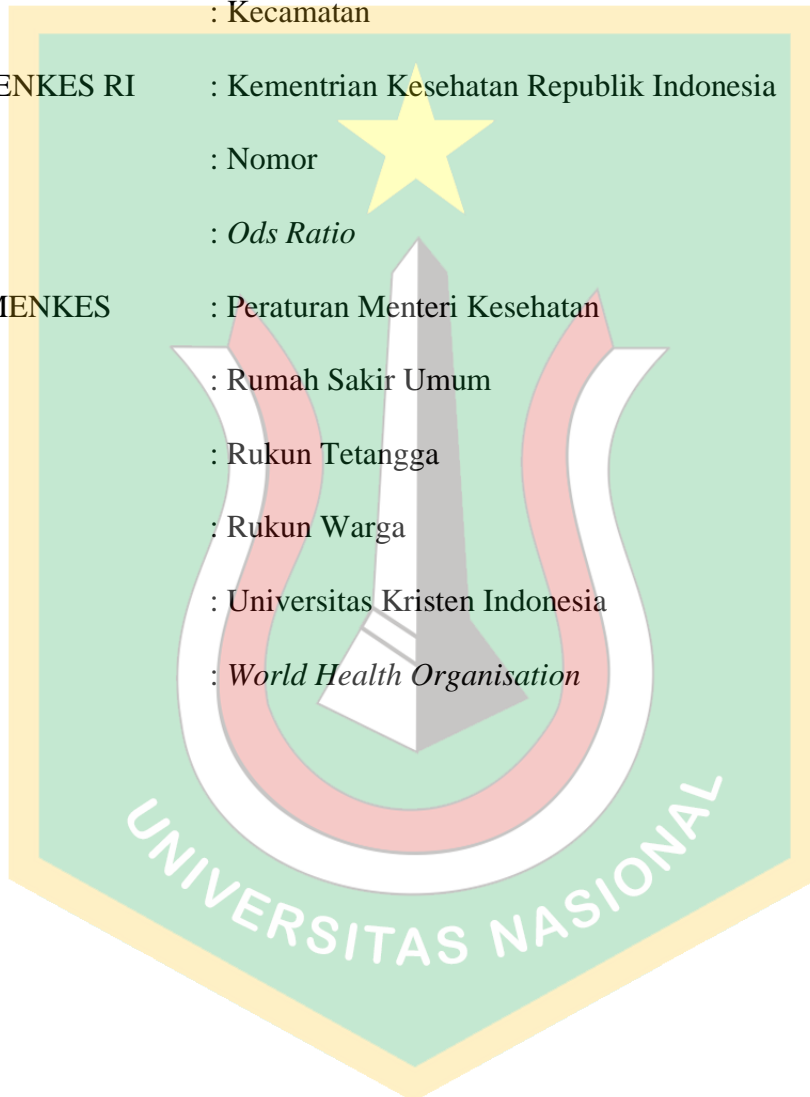 : Kecamatan
ENKES RI : Kementrian Kesehatan Republik Indonesia
: Nomor
: Ods Ratio
MENKES : Peraturan Menteri Kesehatan
: Rumah Sakir Umum
: Rukun Tetangga
: Rukun Warga
: Universitas Kristen Indonesia
: World Health Organisation
UNIVERSITAS NASIONAL